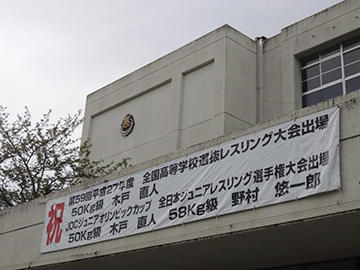 祝
第59回平成27年度 全国高等学校選抜レスリング大会出場
50Kg級 木戸 直人
JOCジュニアオリンピックカップ 全日本ジュニアレスリング選手権大会出場
50Kg級 木戸 直人 58Kg級 野村 悠一郎